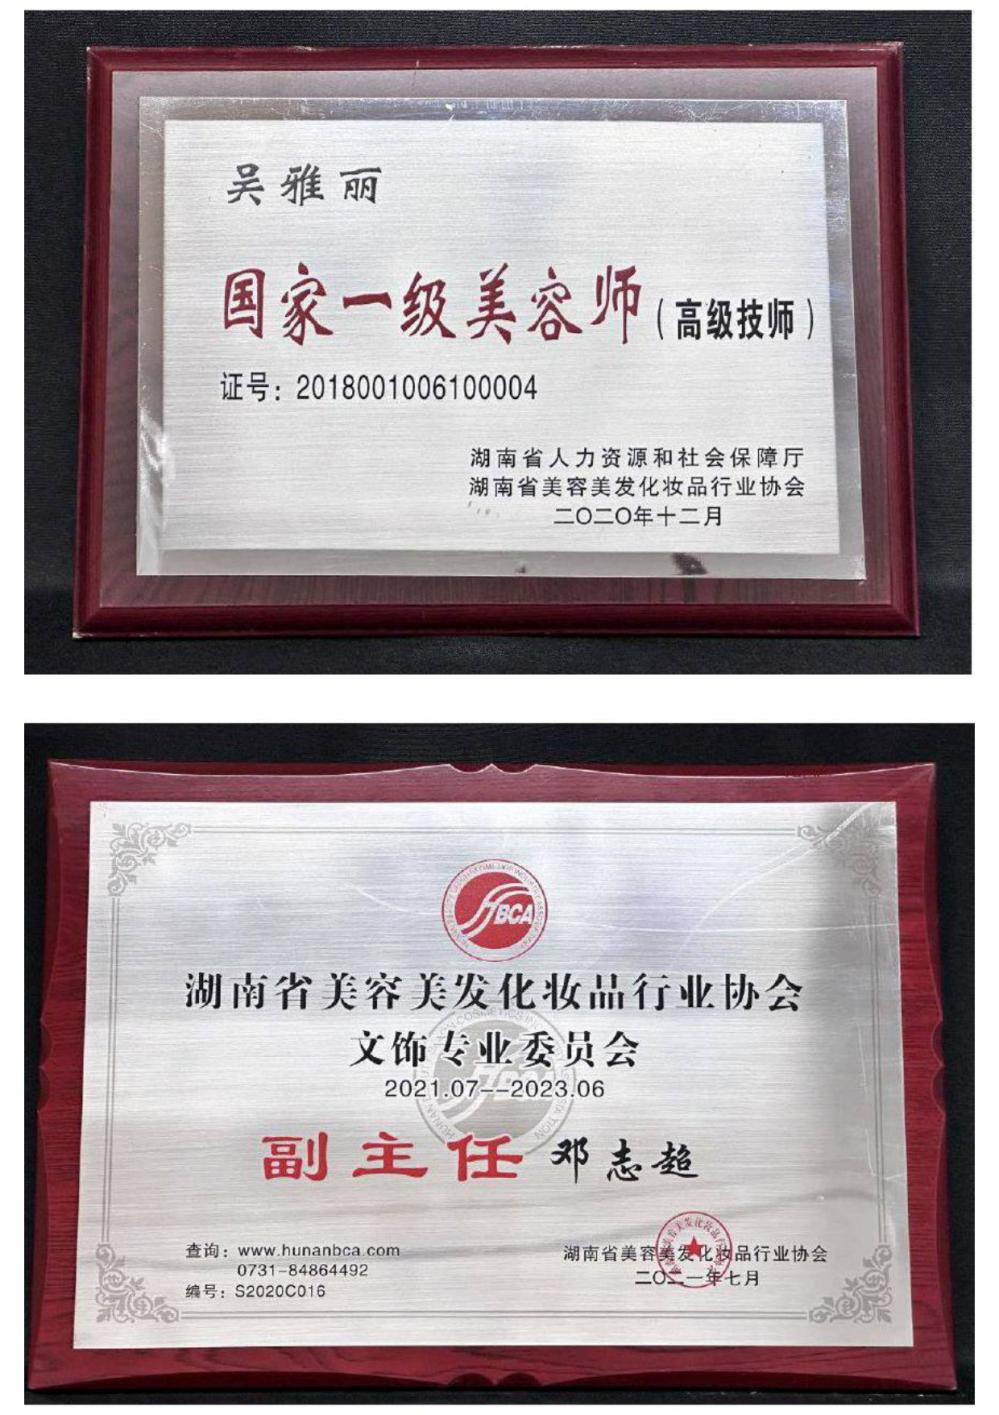 吴雅丽
国家一级美容师（高级技师）
证号：2018001006100004
湖南省人力资源和社会保障厅
湖南省美容美发化妆品行业协会
二〇二〇年十二月
HBCA
湖南省美容美发化妆品行业协会
文饰专业委员会
2021.07--2023.06
副主任 邓志超
查询：www.hunanbca.com
0731-84864492
编号：S2020C016
湖南省美容美发化妆品行业协会
二〇二一年七月